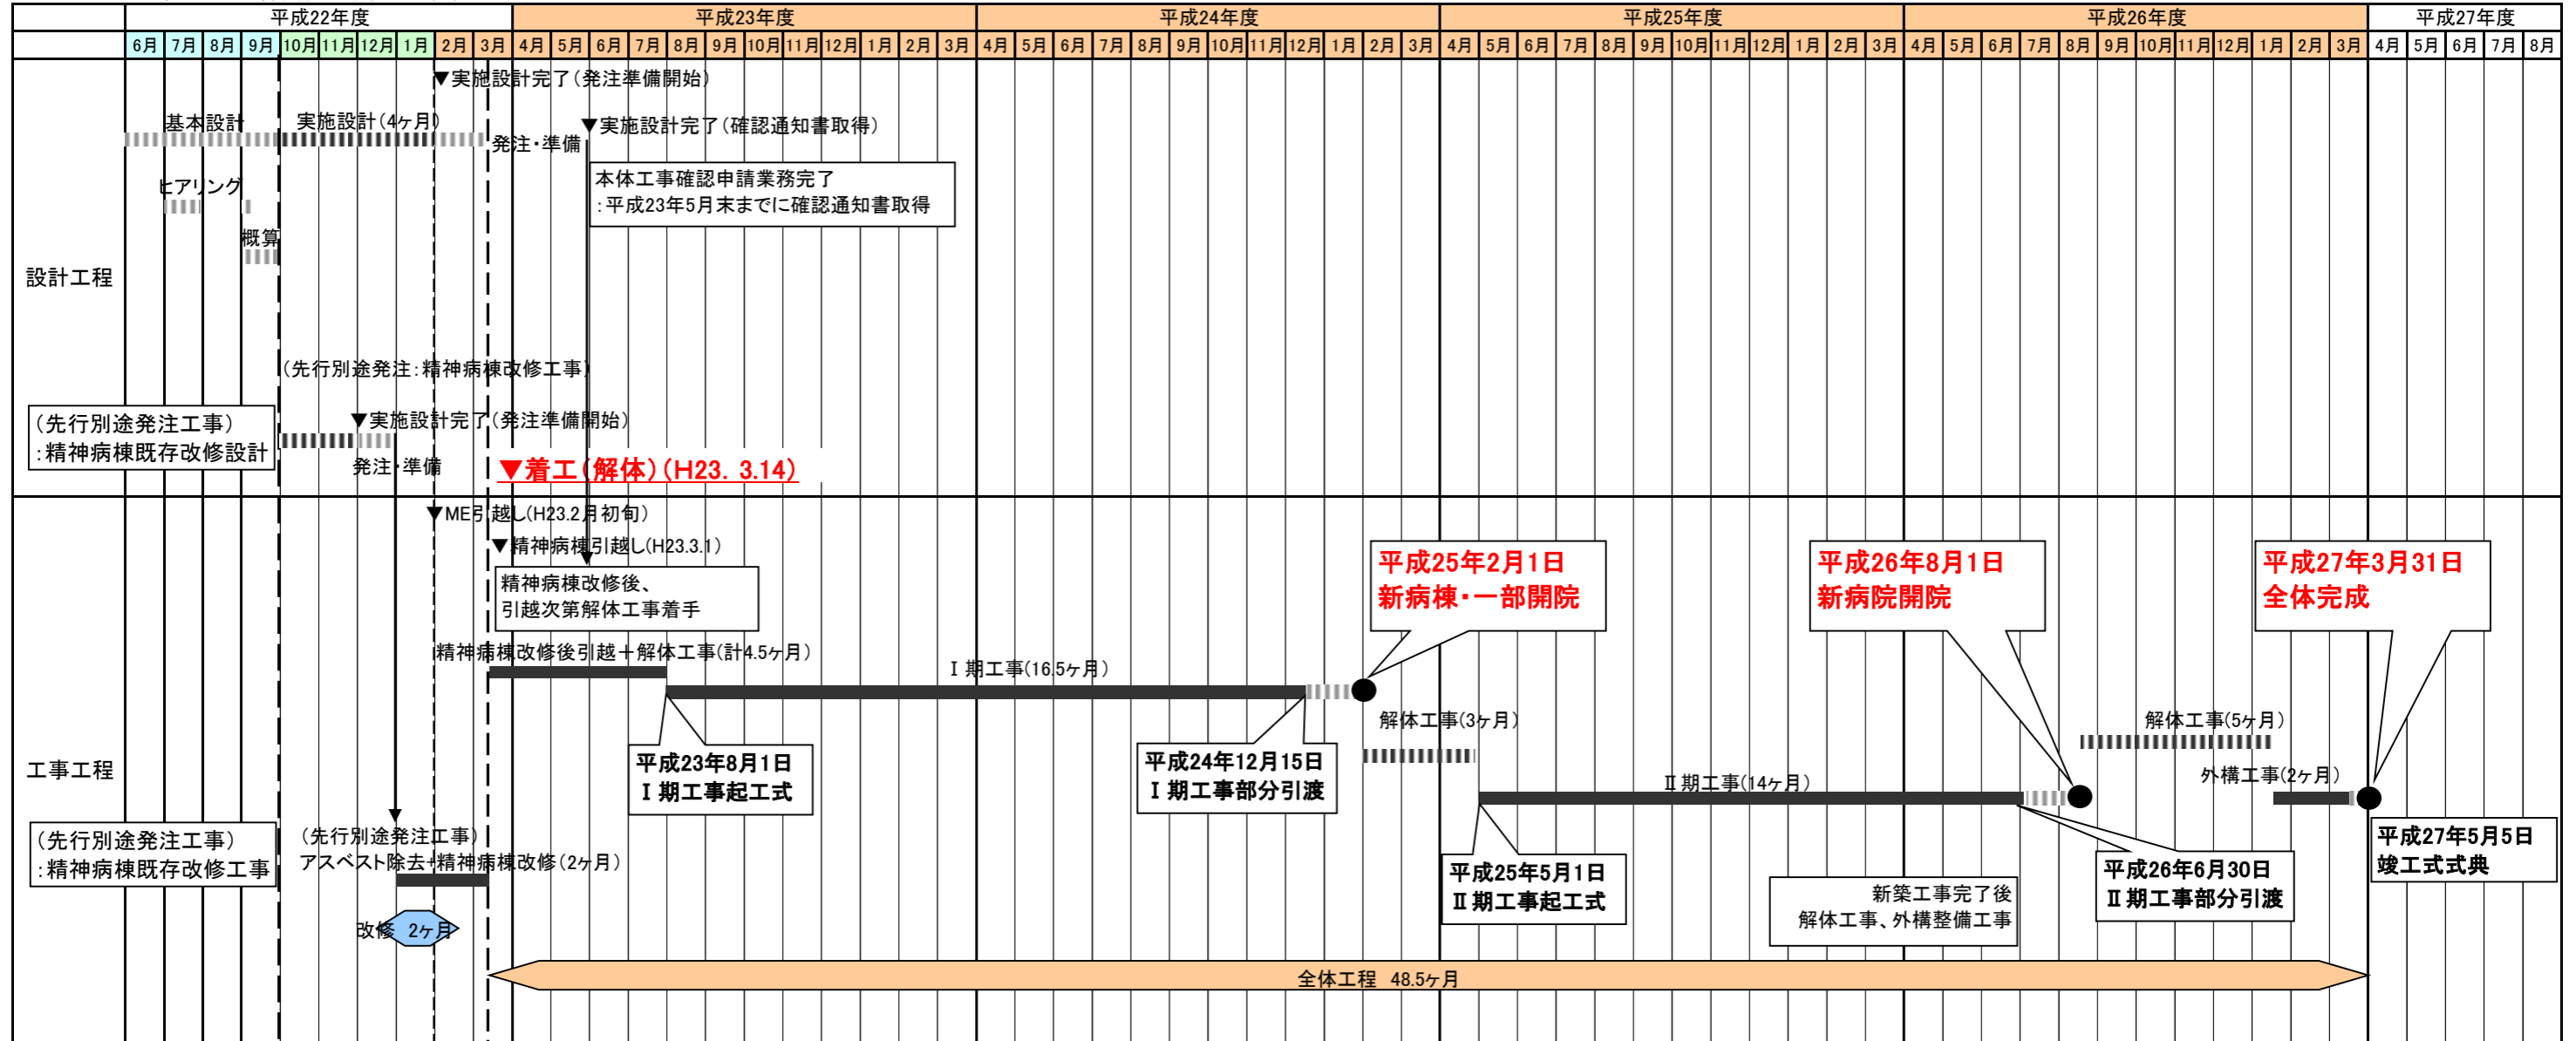 平成22年度 平成23年度 平成24年度 平成25年度 平成26年度 平成27年度
6月 7月 8月 9月 10月 11月 12月 1月 2月 3月 4月 5月 6月 7月 8月 9月 10月 11月 12月 1月 2月 3月 4月 5月 6月 7月 8月 9月 10月 11月 12月 1月 2月 3月 4月 5月 6月 7月 8月 9月 10月 11月 12月 1月 2月 3月 4月 5月 6月 7月 8月 9月 10月 11月 12月 1月 2月 3月 4月 5月 6月 7月 8月
▼実施設計完了(発注準備開始)
基本設計
実施設計(4ヶ月)
▼実施設計完了(確認通知書取得)
発注・準備
本体工事確認申請業務完了
:平成23年5月末までに確認通知書取得
ヒアリング
概算
設計工程
(先行別途発注:精神病棟改修工事)
(先行別途発注工事)
:精神病棟既存改修設計
▼実施設計完了(発注準備開始)
発注・準備
▼着工(解体)(H23. 3.14)
▼ME引越し(H23.2月初旬)
▼精神病棟引越し(H23.3.1)
精神病棟改修後、
引越次第解体工事着手
平成25年2月1日
新病棟・一部開院
平成26年8月1日
新病院開院
平成27年3月31日
全体完成
精神病棟改修後引越+解体工事(計4.5ヶ月)
Ⅰ期工事(16.5ヶ月)
解体工事(3ヶ月)
解体工事(5ヶ月)
平成23年8月1日
Ⅰ期工事起工式
平成24年12月15日
Ⅰ期工事部分引渡
工事工程
Ⅱ期工事(14ヶ月)
外構工事(2ヶ月)
(先行別途発注工事)
:精神病棟既存改修工事
(先行別途発注工事)
アスベスト除去+精神病棟改修(2ヶ月)
平成25年5月1日
Ⅱ期工事起工式
平成26年6月30日
Ⅱ期工事部分引渡
平成27年5月5日
竣工式式典
新築工事完了後
解体工事、外構整備工事
改修 2ヶ月
全体工程 48.5ヶ月